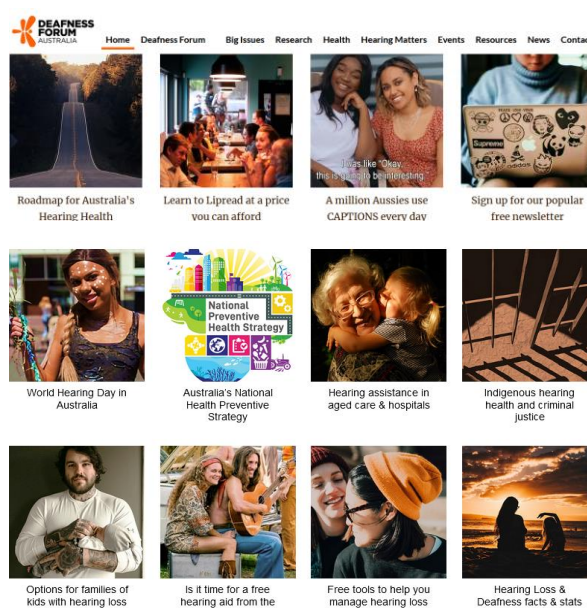 DEAFNESS
FORUM
AUSTRALIA
Home Deafness Forum Big Issues Research Health Hearing Matters Events Resources News Contac
It was like "Okay,
this is going to be interesting.
Supreme
Roadmap for Australia's
Hearing Health
Learn to Lipread at a price
you can afford
A million Aussies use
CAPTIONS every day
Sign up for our popular
free newsletter
National
Preventive
Health Strategy
World Hearing Day in
Australia
Australia's National
Health Preventive
Strategy
Hearing assistance in
aged care & hospitals
Indigenous hearing
health and criminal
justice
Options for families of
kids with hearing loss
Is it time for a free
hearing aid from the
Free tools to help you
manage hearing loss
Hearing Loss &
Deafness facts & stats